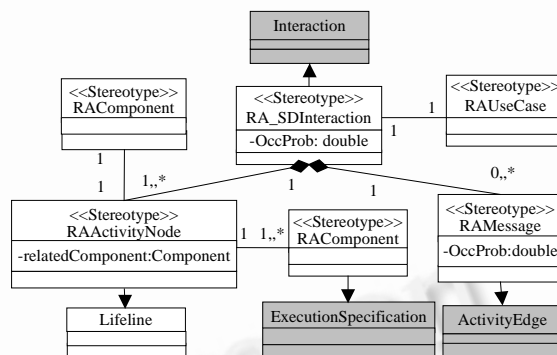 Interaction
<<Stereotype>>
RAComponent
<<Stereotype>>
RA_SDInteraction
-OccProb: double
<<Stereotype>>
RAUseCase
1
1
1
1
1,,*
1
1
0,,*
<<Stereotype>>
RAActivityNode
-relatedComponent:Component
1
1,,*
<<Stereotype>>
RAComponent
<<Stereotype>>
RAMessage
-OccProb:double
Lifeline
ExecutionSpecification
ActivityEdge